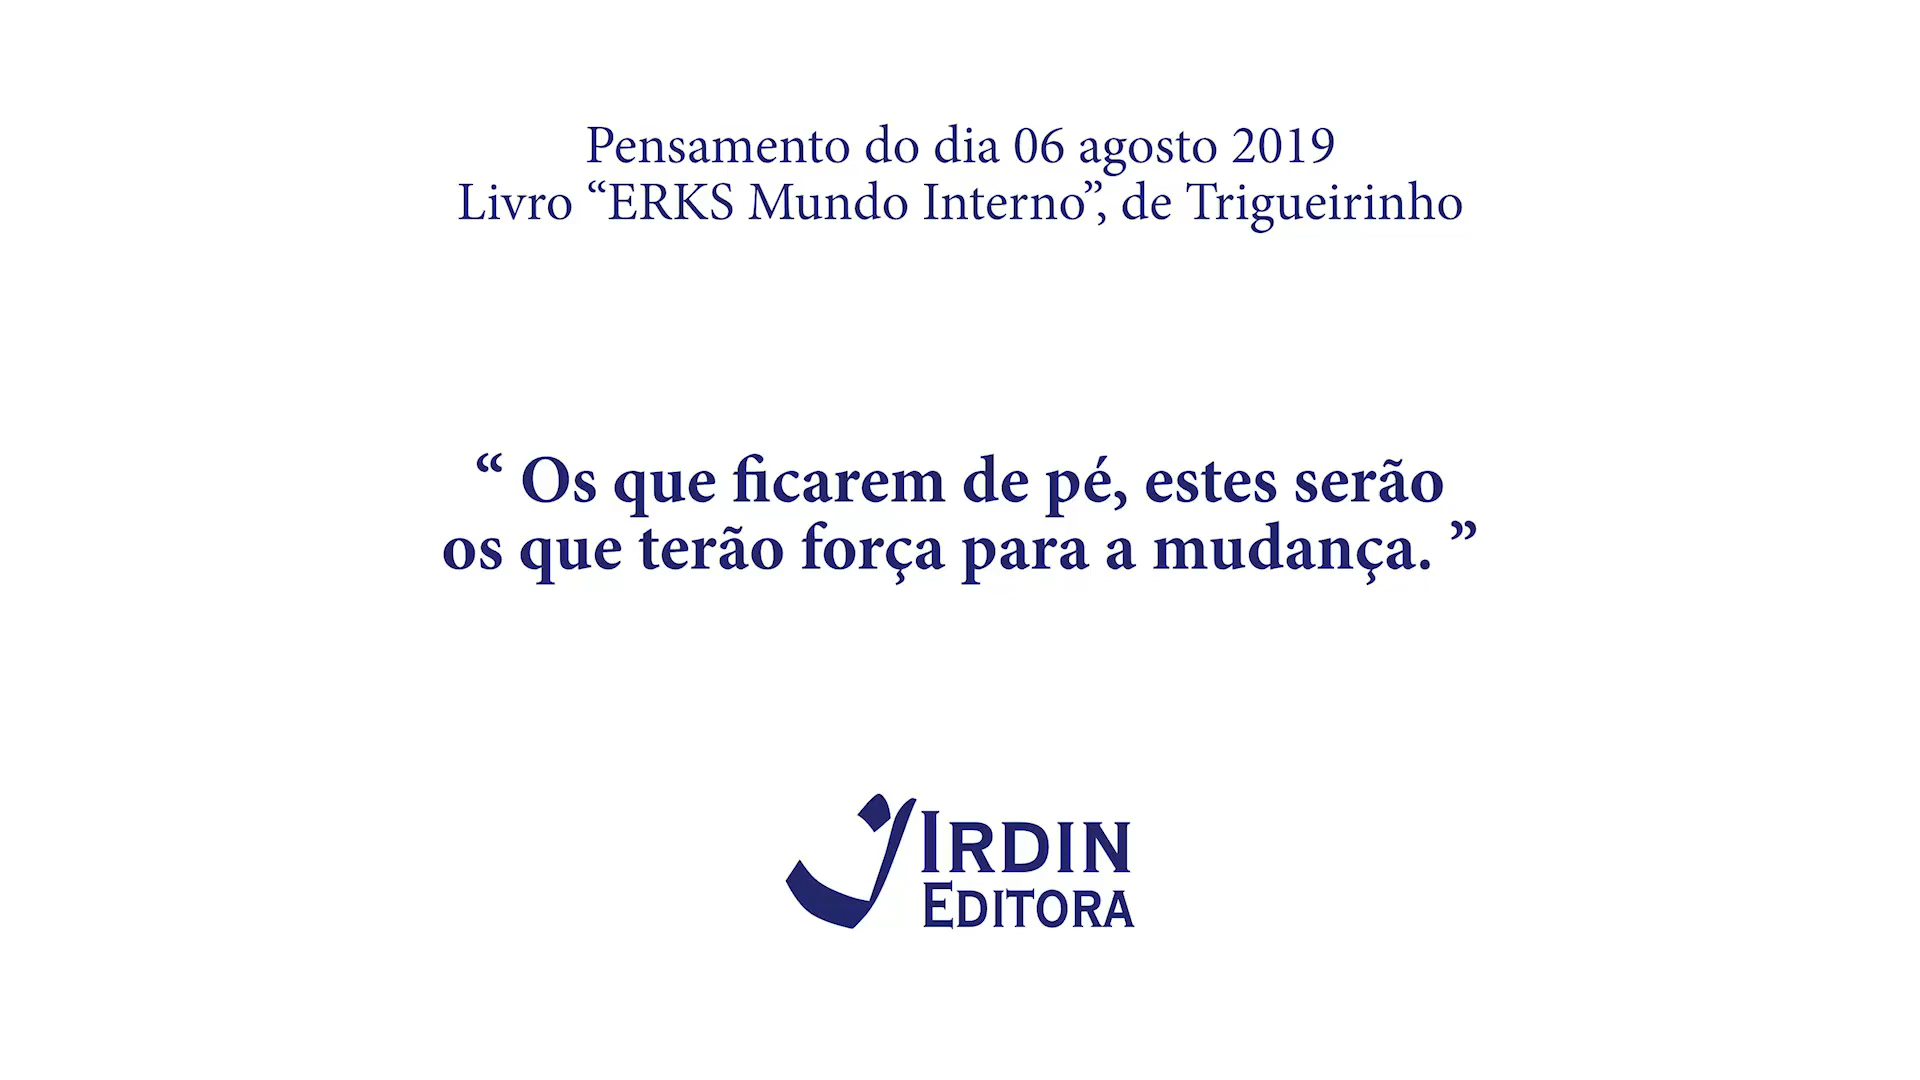 Pensamento do dia 06 agosto 2019
Livro “ERKS Mundo Interno”, de Trigueirinho
“ Os que ficarem de pé, estes serão
os que terão força para a mudança. ”
IRDIN
EDITORA